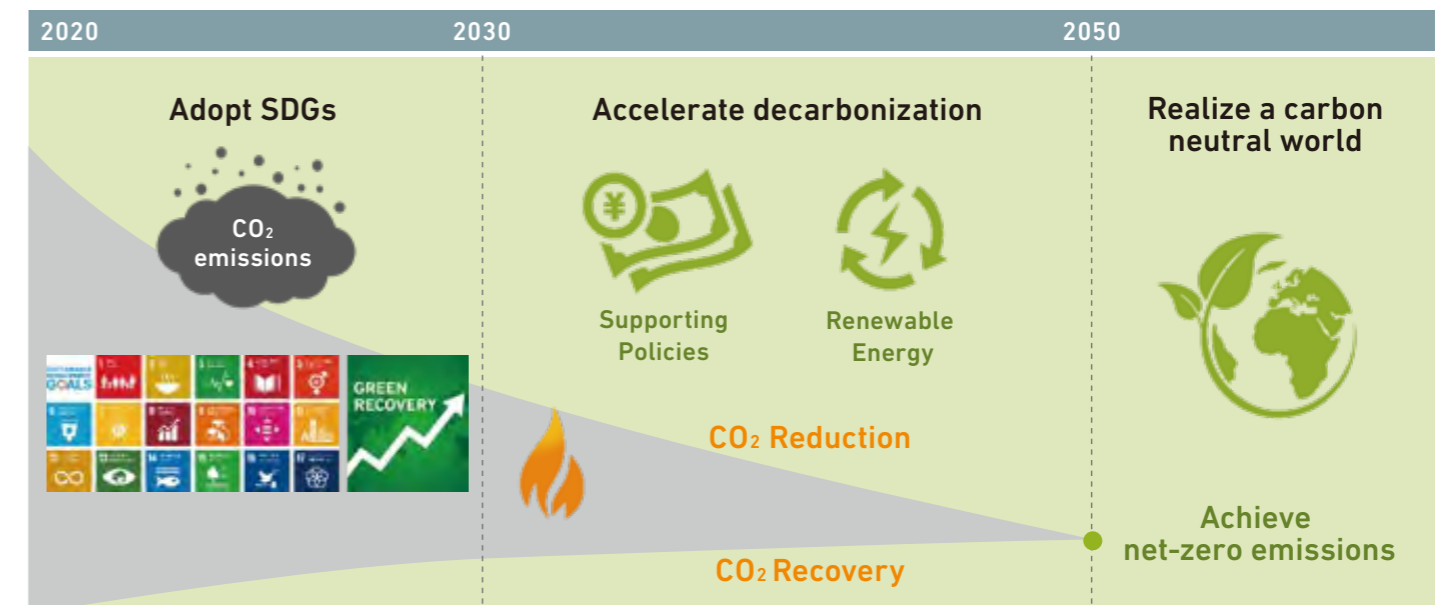 2020
2030
2050
Adopt SDGs
CO₂
emissions
GOALS
GREEN
RECOVERY
Accelerate decarbonization
¥
Supporting
Policies
Renewable
Energy
CO₂ Reduction
CO₂ Recovery
Realize a carbon
neutral world
Achieve
net-zero emissions